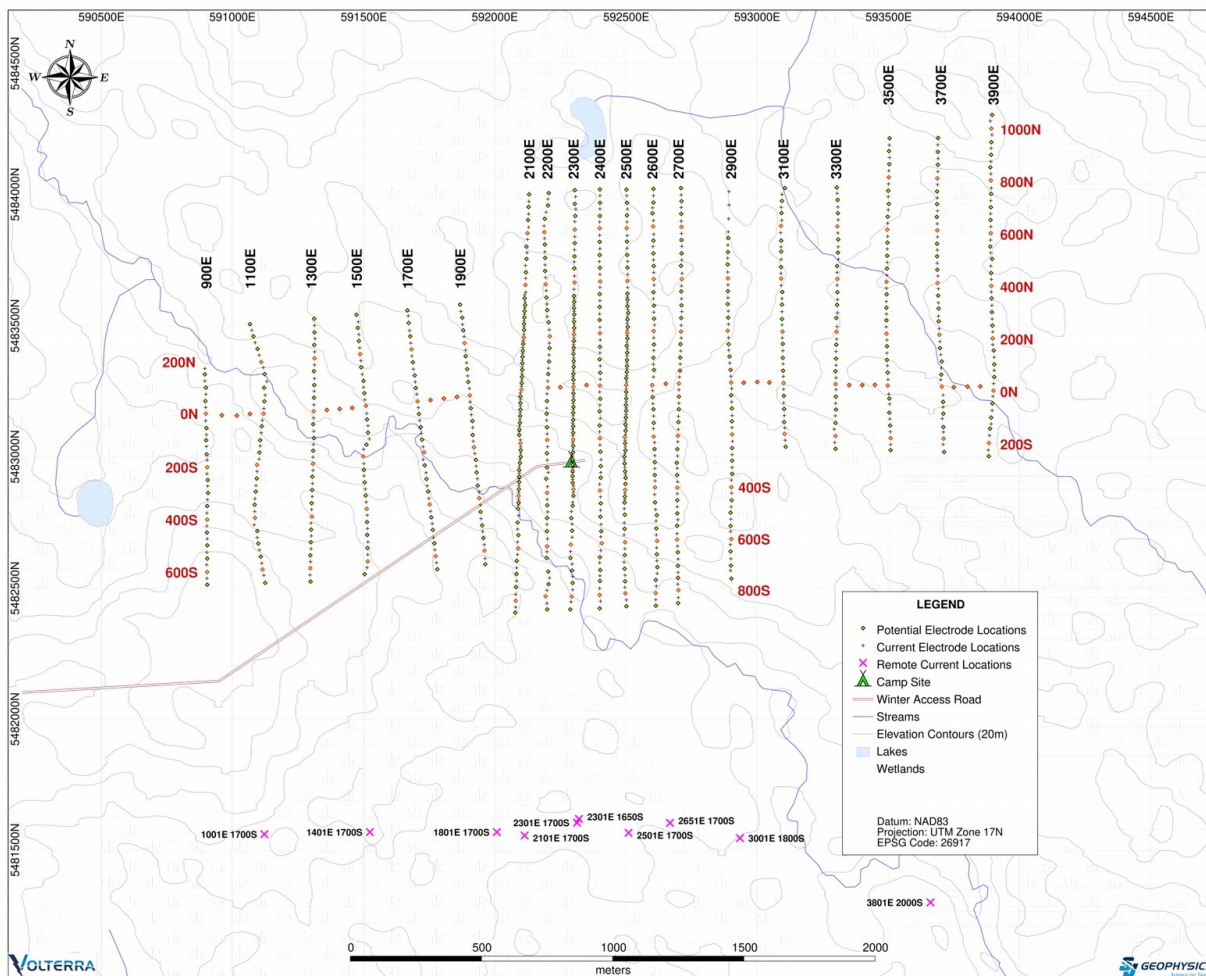 590500E 591000E 591500E 592000E 592500E 593000E 593500E 594000E 594500E
5484500N
5484000N
5483500N
5483000N
5482500N
5482000N
5481500N
N
W E
S
900E
1100E
1300E
1500E
1700E
1900E
2100E
2200E
2300E
2400E
2500E
2600E
2700E
2900E
3100E
3300E
3500E
3700E
3900E
200N
0N
200S
400S
600S
1000N
800N
600N
400N
200N
0N
200S
400S
600S
800S
LEGEND
Potential Electrode Locations
Current Electrode Locations
Remote Current Locations
Camp Site
Winter Access Road
Streams
Elevation Contours (20m)
Lakes
Wetlands
Datum: NAD83
Projection: UTM Zone 17N
EPSG Code: 26917
1001E 1700S
1401E 1700S
1801E 1700S
2301E 1700S
2301E 1650S
2101E 1700S
2501E 1700S
2651E 1700S
3001E 1800S
3801E 2000S
0 500 1000 1500 2000
meters
VOLTERRA
GEOPHYSIC